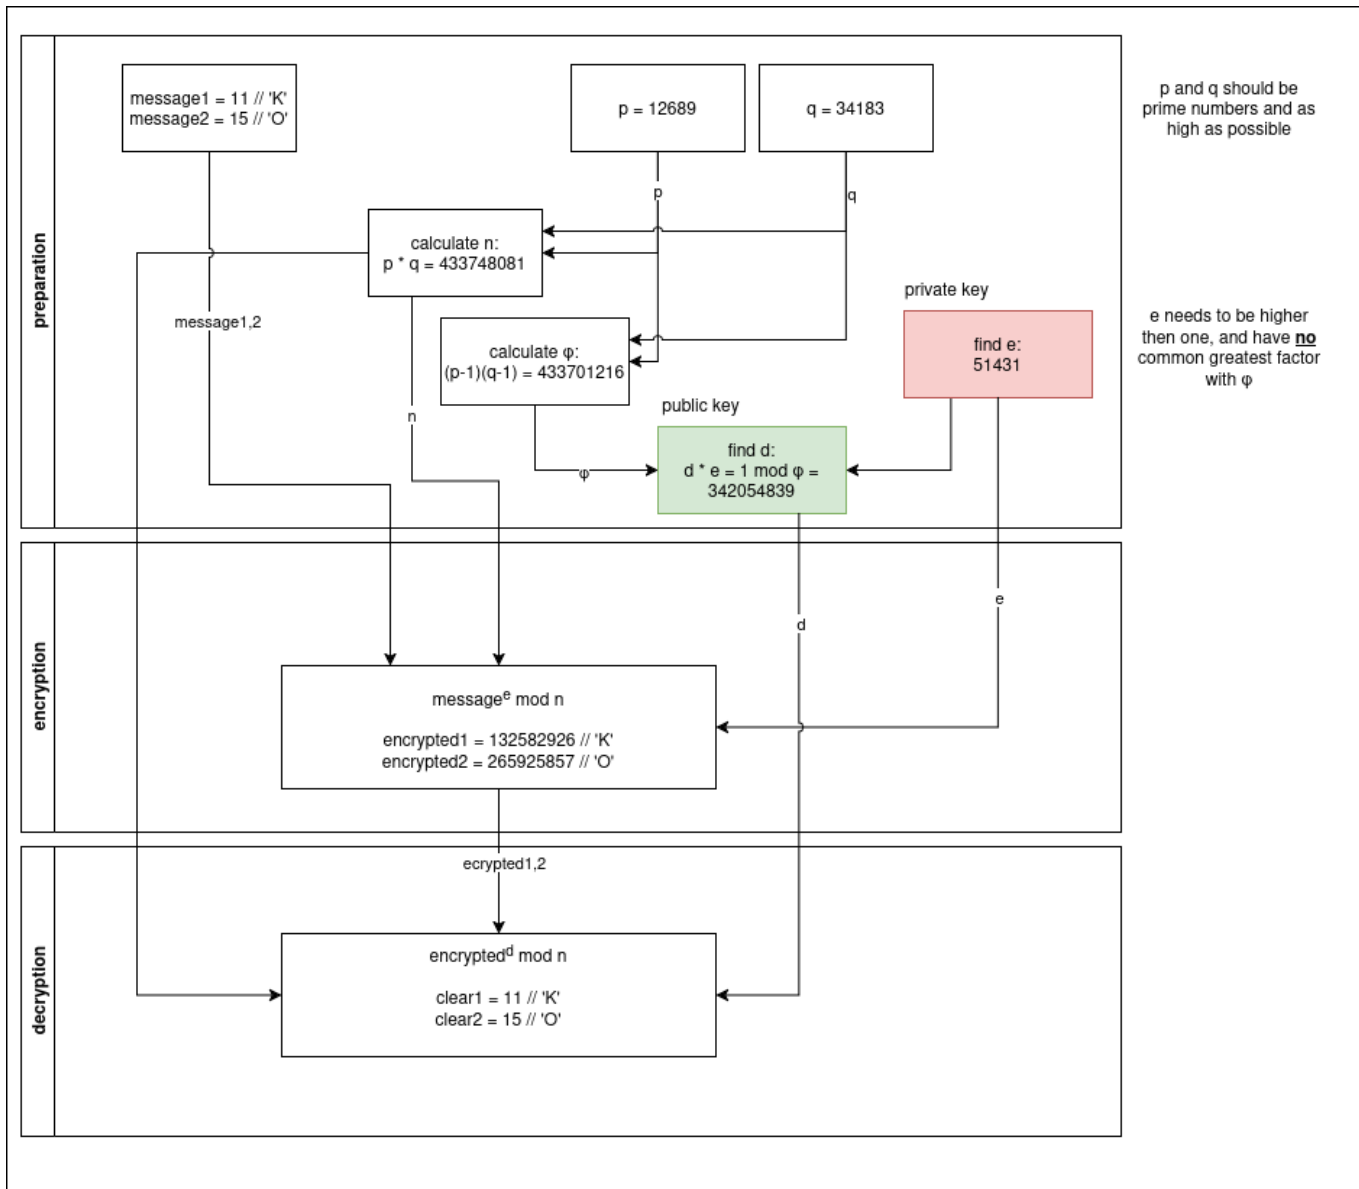 message1 = 11 // 'K'
message2 = 15 // 'O'
p = 12689
q = 34183
p and q should be
prime numbers and as
high as possible
p
q
preparation
calculate n:
p * q = 433748081
private key
message1,2
find e:
51431
e needs to be higher
then one, and have no
common greatest factor
with φ
calculate φ:
(p-1)(q-1) = 433701216
n
public key
find d:
d * e = 1 mod φ =
342054839
φ
encryption
e
d
messageᵉ mod n
encrypted1 = 132582926 // 'K'
encrypted2 = 265925857 // 'O'
decryption
ecrypted1,2
encryptedᵈ mod n
clear1 = 11 // 'K'
clear2 = 15 // 'O'